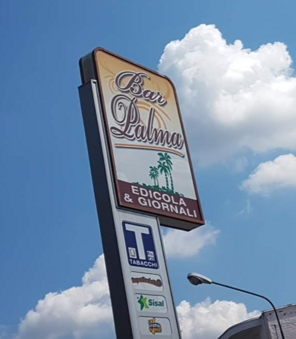 Bar
Palma
EDICOLA
& GIORNALI
T
TABACCHI
Sisal